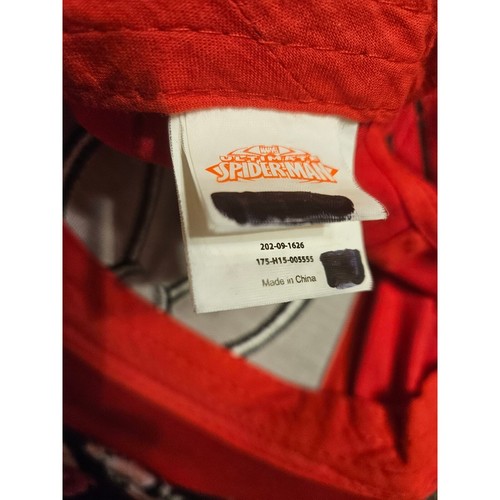 MARVEL
ULTIMATE
SPIDER-MAN
202-09-1626
175-H15-005555
Made in China